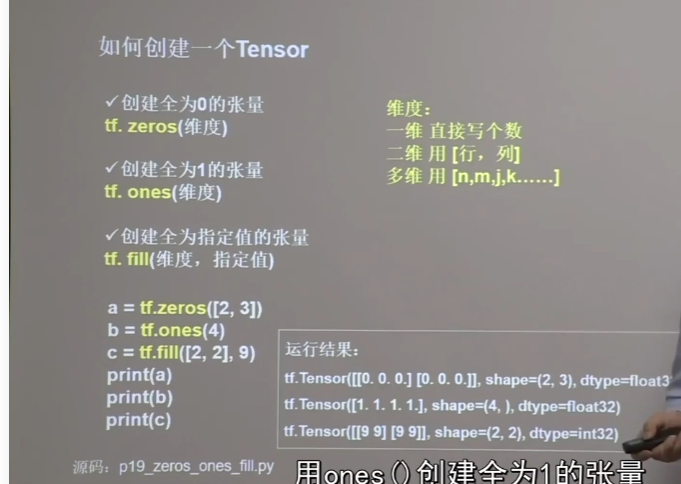 如何创建一个Tensor
✓创建全为0的张量
tf. zeros(维度)
✓创建全为1的张量
tf. ones(维度)
✓创建全为指定值的张量
tf. fill(维度，指定值)
维度：
一维 直接写个数
二维 用 [行，列]
多维 用 [n,m,j,k……]
a = tf.zeros([2, 3])
b = tf.ones(4)
c = tf.fill([2, 2], 9)
print(a)
print(b)
print(c)
运行结果：
tf.Tensor([[0. 0. 0.] [0. 0. 0.]], shape=(2, 3), dtype=float3
tf.Tensor([1. 1. 1. 1.], shape=(4, ), dtype=float32)
tf.Tensor([[9 9] [9 9]], shape=(2, 2), dtype=int32)
源码：p19_zeros_ones_fill.py
用ones()创建全为1的张量